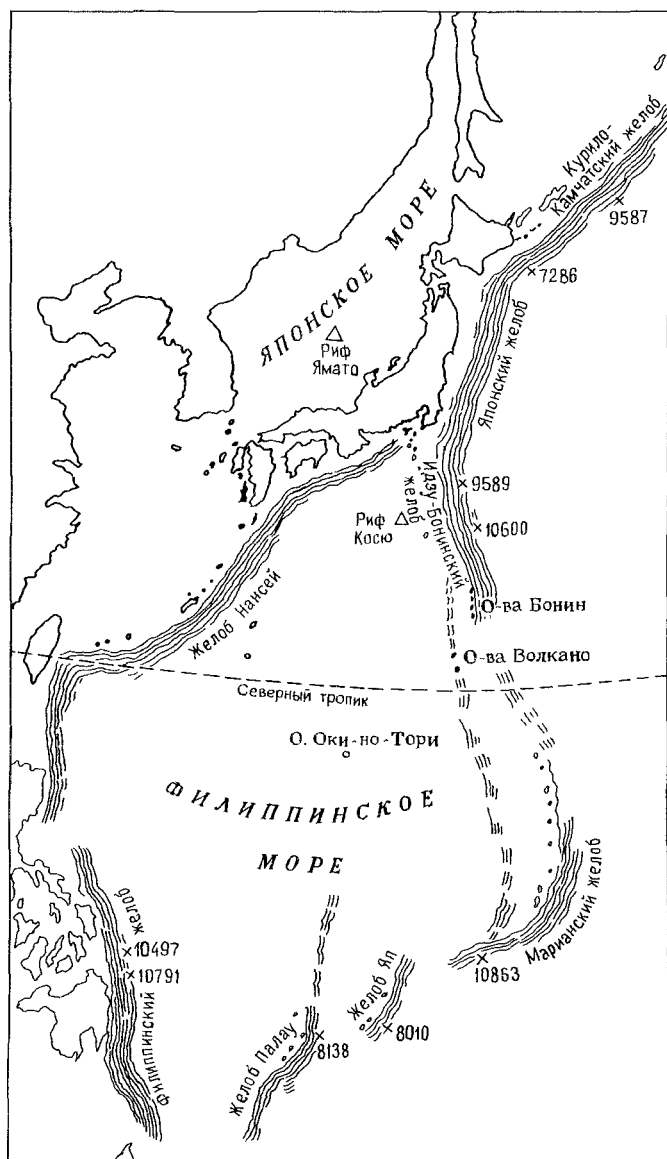 Курило-
Камчатский желоб
9587
7286
ЯПОНСКОЕ МОРЕ
Риф
Ямато
Японский желоб
9589
Идзу-Бонинский
желоб
Риф
Косю
10600
О-ва Бонин
Желоб Нансей
О-ва Волкано
Северный тропик
О. Оки-но-Тори
ФИЛИППИНСКОЕ
МОРЕ
Филиппинский желоб
10497
10791
Марианский желоб
10863
Желоб Яп
8010
Желоб Палау
8138